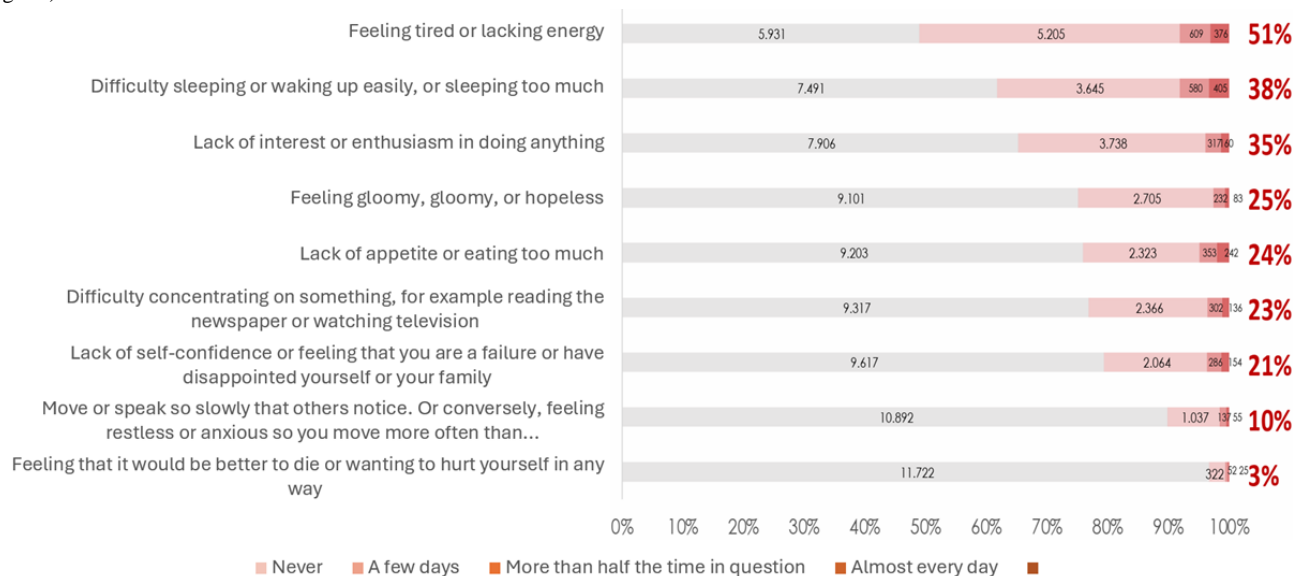 Feeling tired or lacking energy 5.931 5.205 609 376 51%
Difficulty sleeping or waking up easily, or sleeping too much 7.491 3.645 580 405 38%
Lack of interest or enthusiasm in doing anything 7.906 3.738 317 160 35%
Feeling gloomy, gloomy, or hopeless 9.101 2.705 232 83 25%
Lack of appetite or eating too much 9.203 2.323 353 242 24%
Difficulty concentrating on something, for example reading the
newspaper or watching television 9.317 2.366 302 136 23%
Lack of self-confidence or feeling that you are a failure or have
disappointed yourself or your family 9.617 2.064 286 154 21%
Move or speak so slowly that others notice. Or conversely, feeling
restless or anxious so you move more often than... 10.892 1.037 137 55 10%
Feeling that it would be better to die or wanting to hurt yourself in any
way 11.722 322 52 25 3%
0% 10% 20% 30% 40% 50% 60% 70% 80% 90% 100%
Never A few days More than half the time in question Almost every day